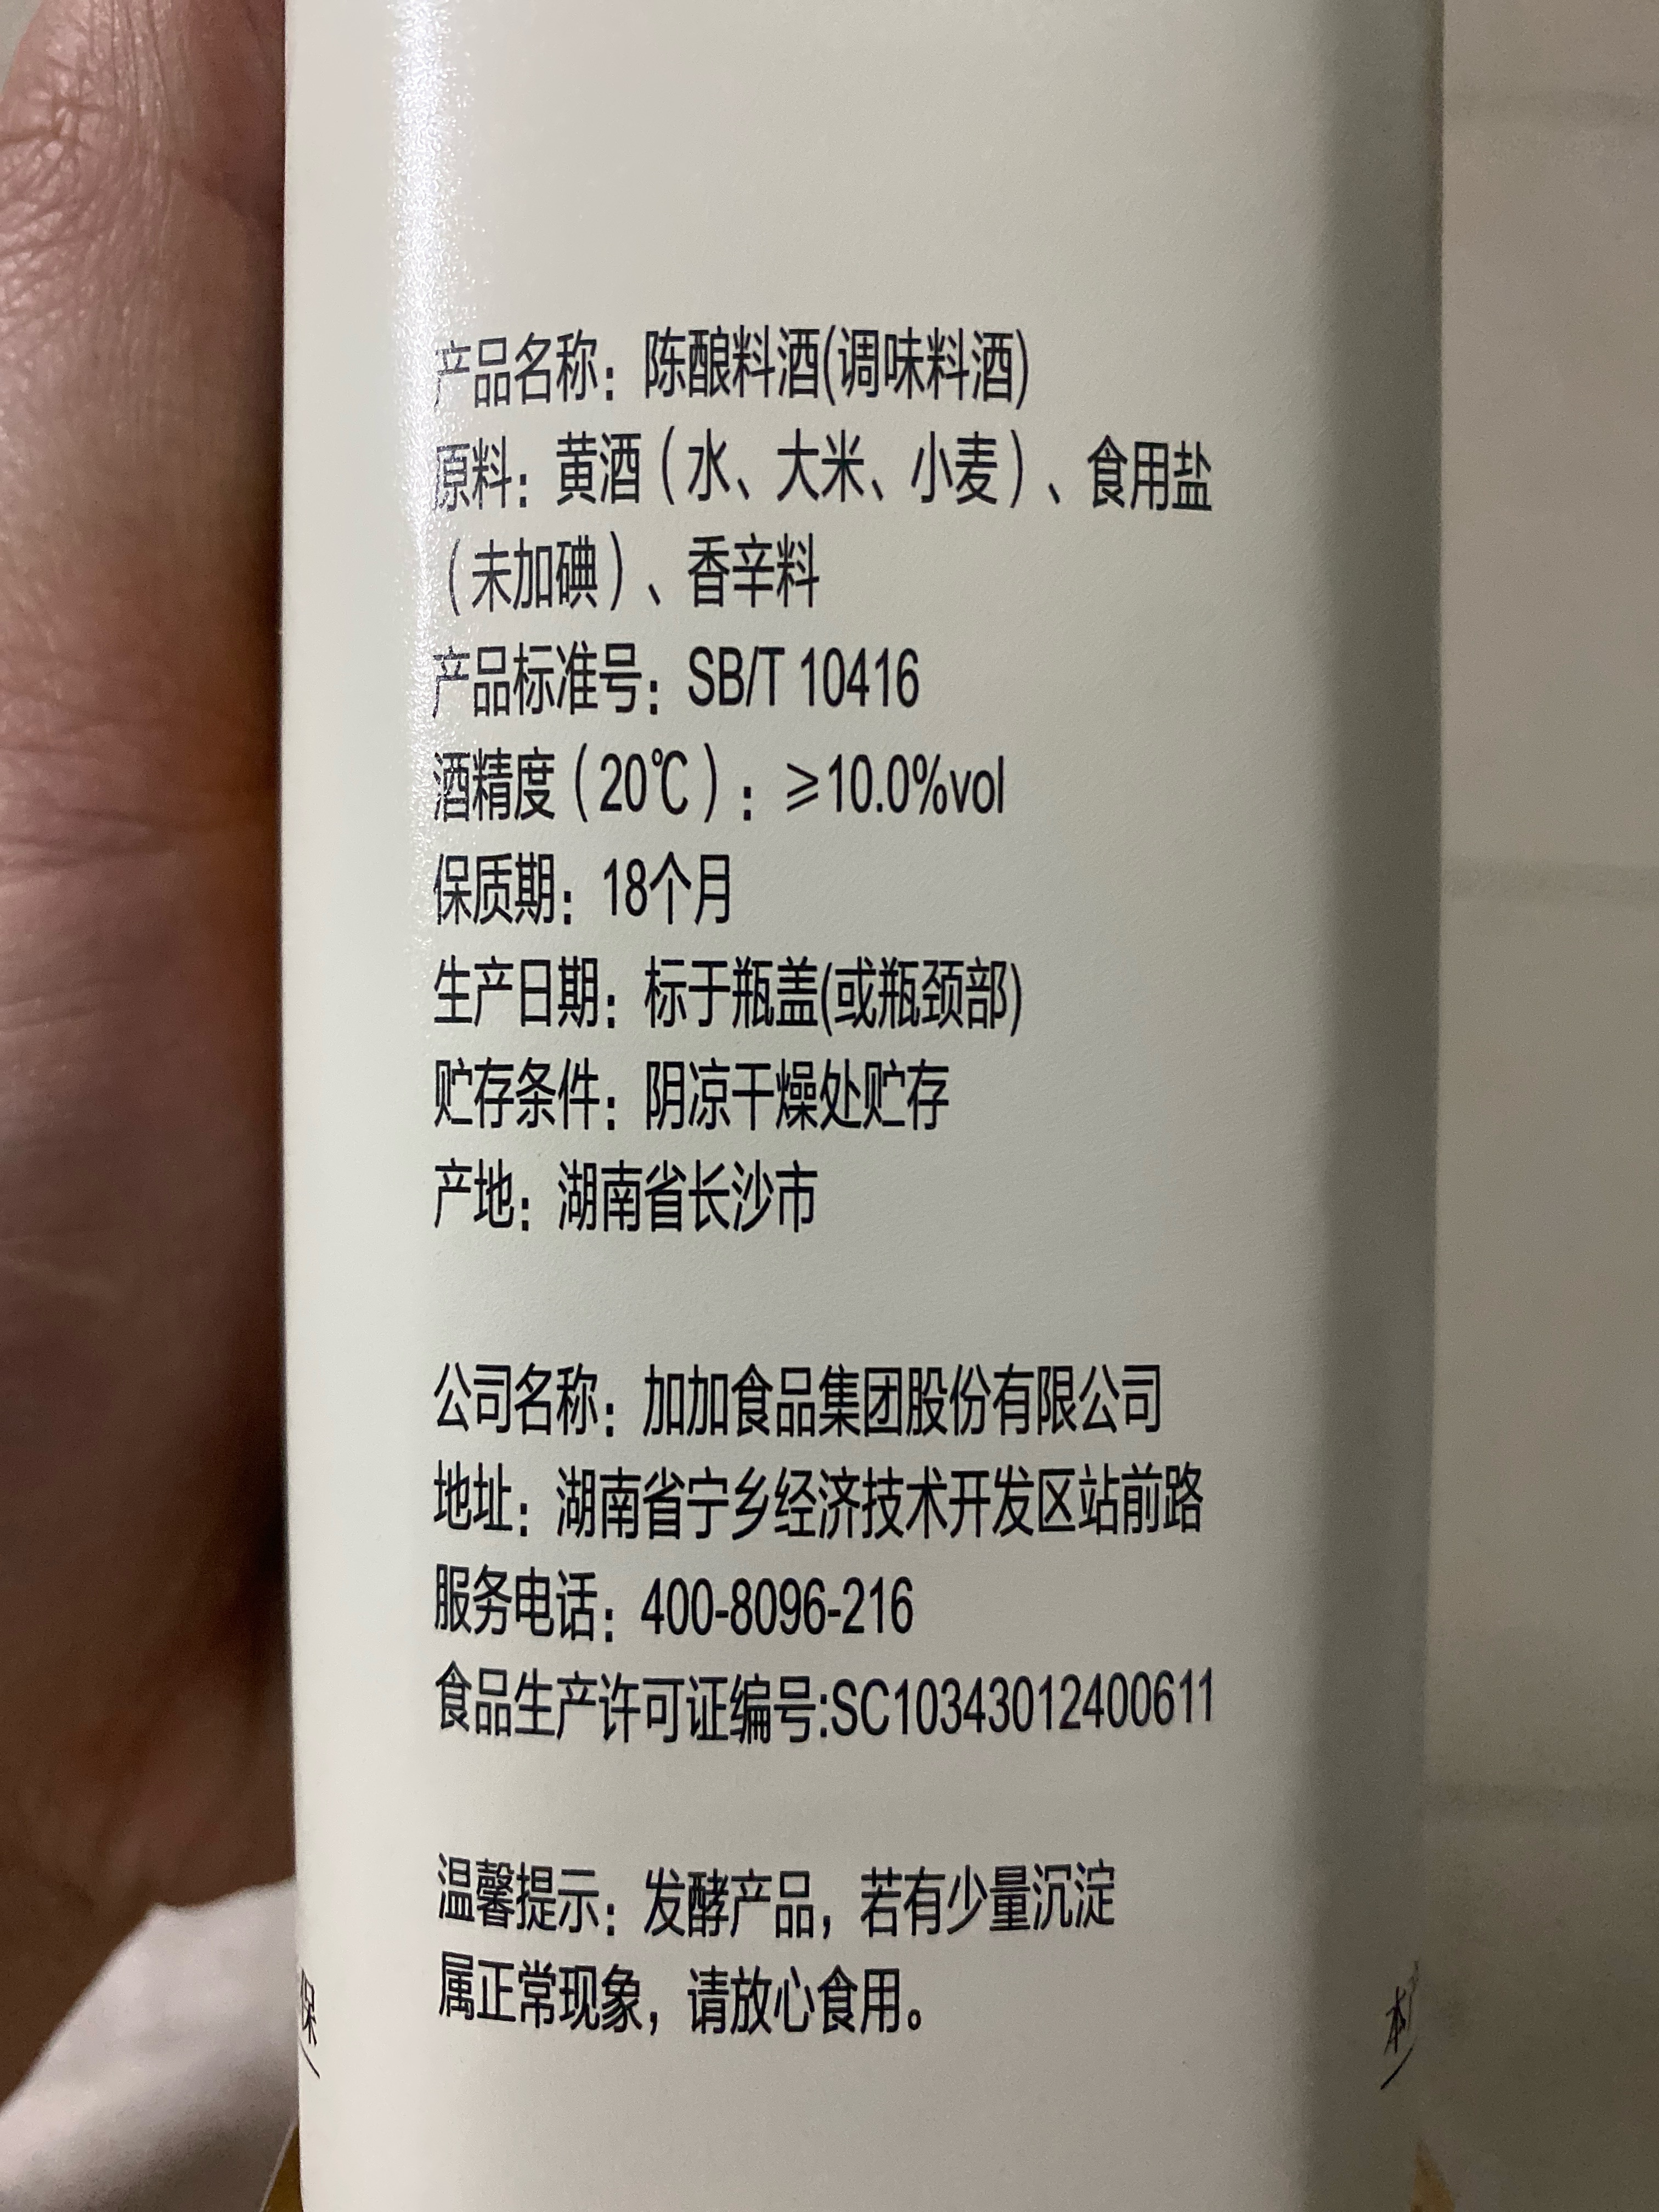 产品名称：陈酿料酒(调味料酒)
原料：黄酒（水、大米、小麦）、食用盐
（未加碘）、香辛料
产品标准号：SB/T 10416
酒精度（20℃）：≥10.0%vol
保质期：18个月
生产日期：标于瓶盖(或瓶颈部)
贮存条件：阴凉干燥处贮存
产地：湖南省长沙市
公司名称：加加食品集团股份有限公司
地址：湖南省宁乡经济技术开发区站前路
服务电话：400-8096-216
食品生产许可证编号:SC10343012400611
温馨提示：发酵产品，若有少量沉淀
属正常现象，请放心食用。
保